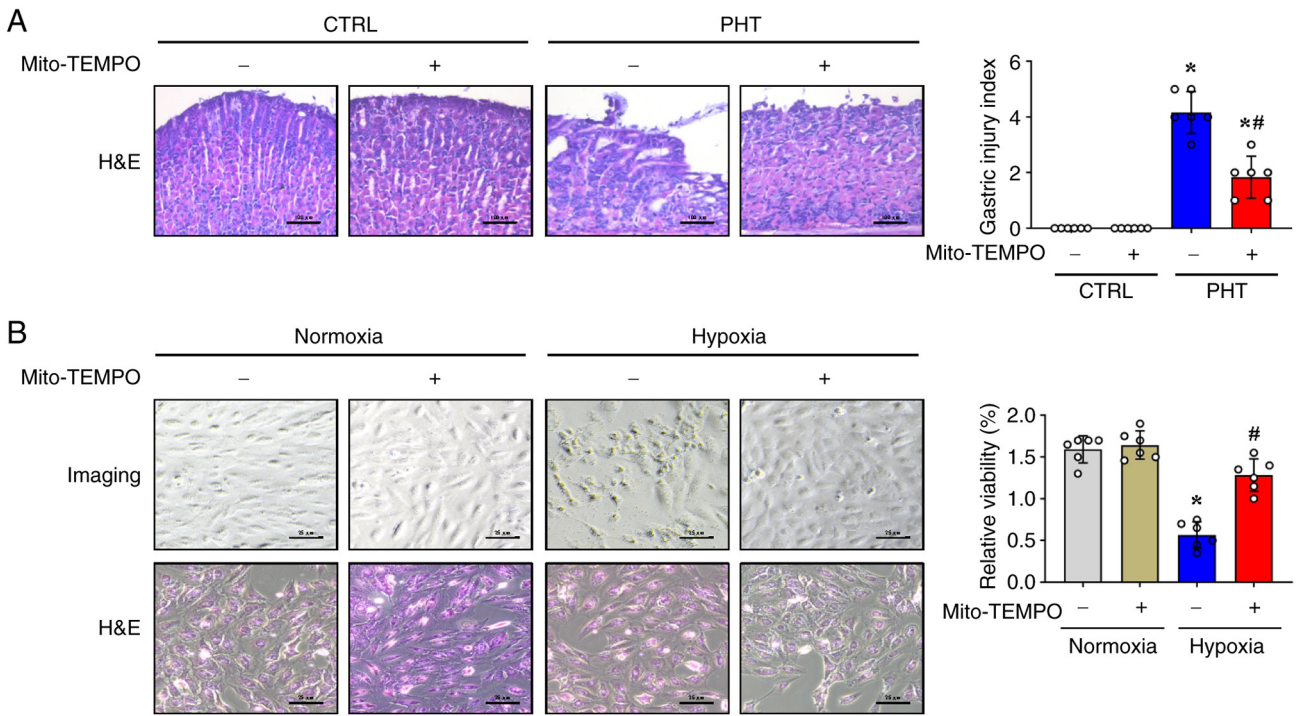 A
CTRL
PHT
Mito-TEMPO
–
+
–
+
H&E
Gastric injury index
6
4
2
0
*
*#
Mito-TEMPO
–
+
–
+
CTRL
PHT
B
Normoxia
Hypoxia
Mito-TEMPO
–
+
–
+
Imaging
H&E
Relative viability (%)
2.0
1.5
1.0
0.5
0.0
*
#
Mito-TEMPO
–
+
–
+
Normoxia
Hypoxia